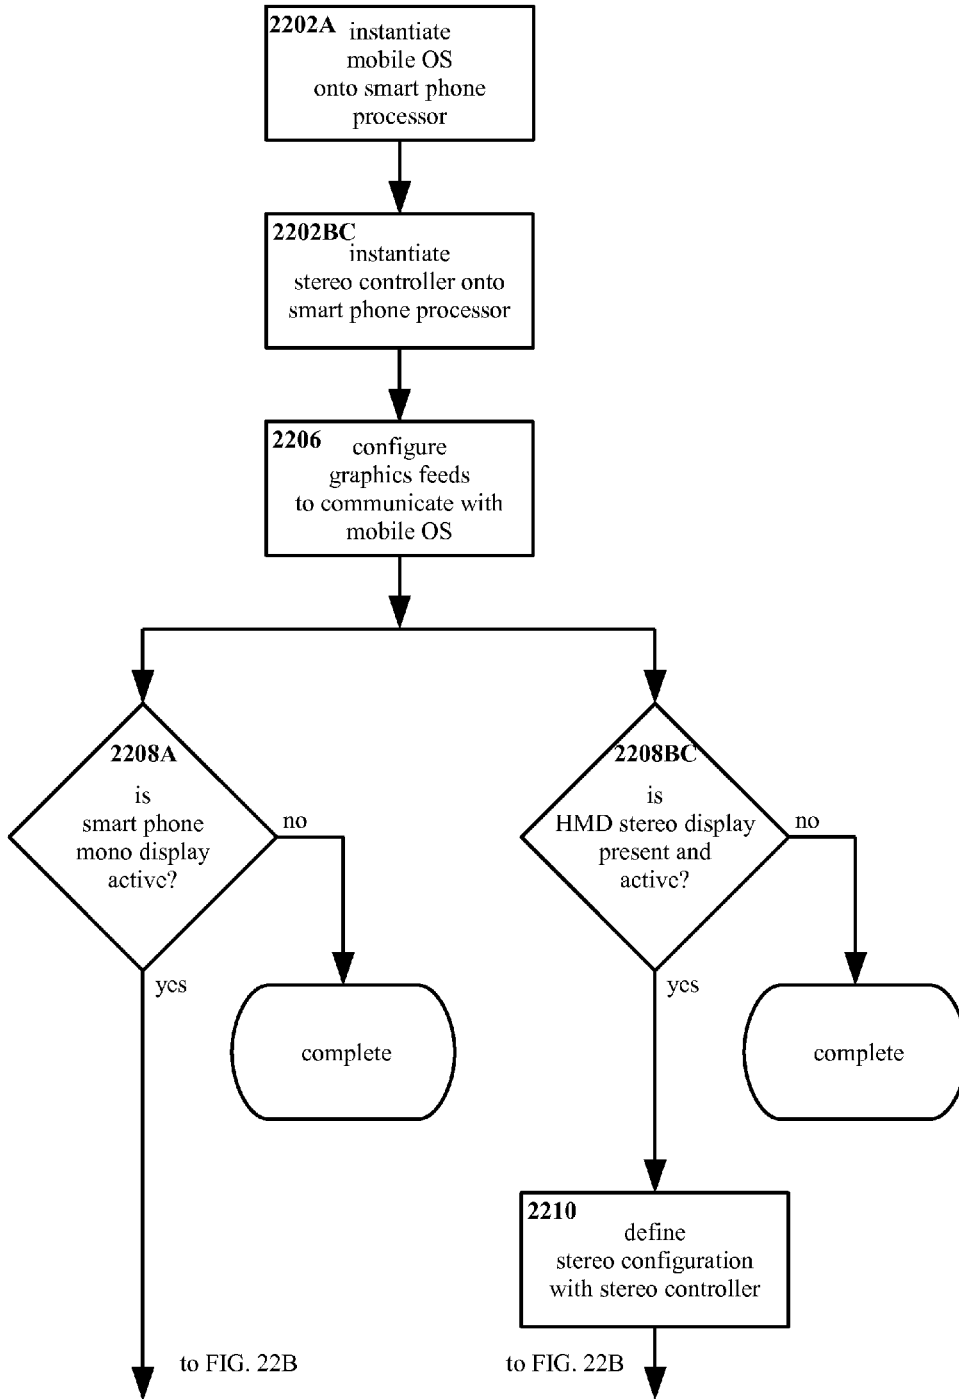 2202A instantiate
mobile OS
onto smart phone
processor
2202BC
instantiate
stereo controller onto
smart phone processor
2206 configure
graphics feeds
to communicate with
mobile OS
2208A
is
smart phone
mono display
active?
no
yes
complete
2208BC
is
HMD stereo display
present and
active?
no
yes
complete
2210
define
stereo configuration
with stereo controller
to FIG. 22B
to FIG. 22B